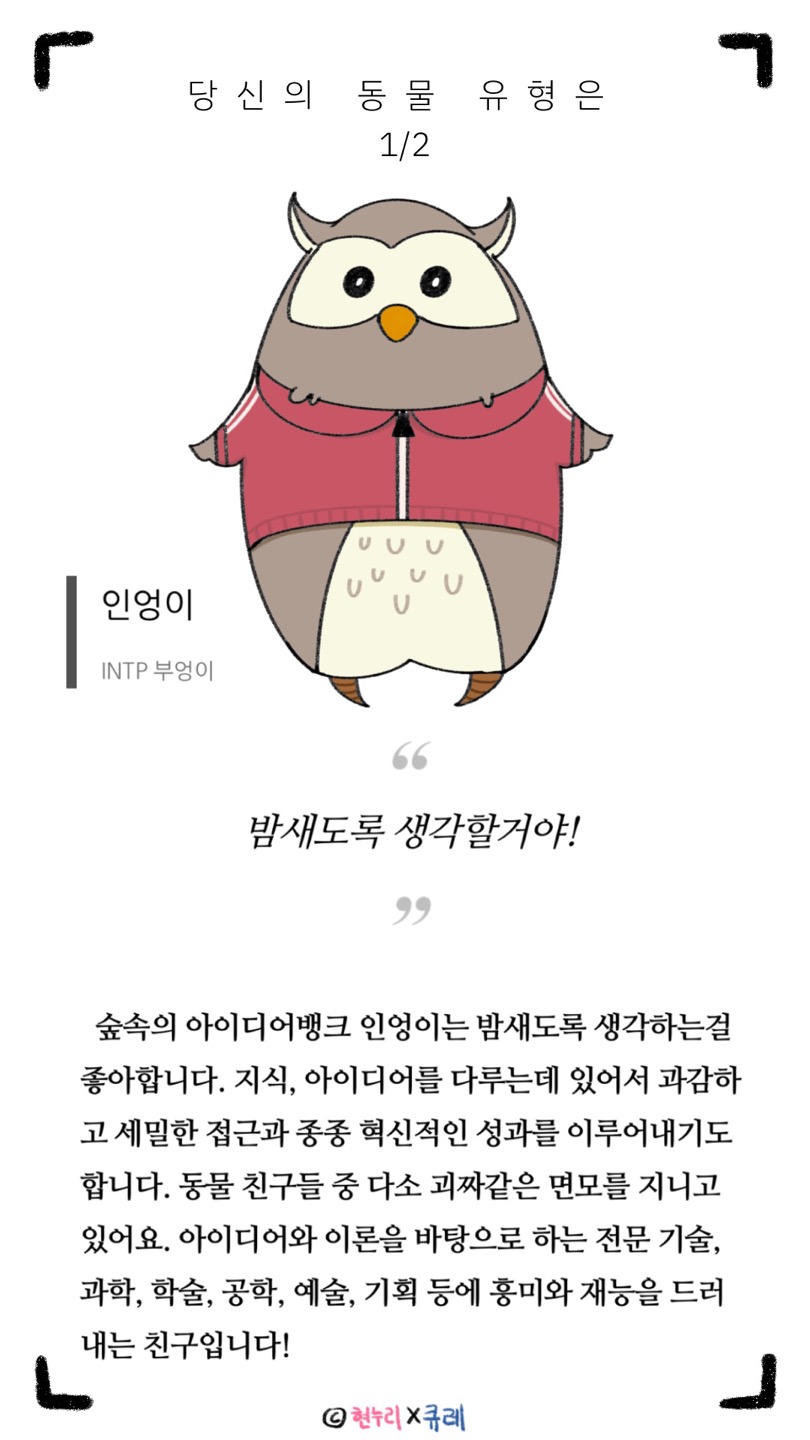 당신의 동물 유형은
1/2
인엉이
INTP 부엉이
“
밤새도록 생각할거야!
”
숲속의 아이디어뱅크 인엉이는 밤새도록 생각하는걸
좋아합니다. 지식, 아이디어를 다루는데 있어서 과감하
고 세밀한 접근과 종종 혁신적인 성과를 이루어내기도
합니다. 동물 친구들 중 다소 괴짜같은 면모를 지니고
있어요. 아이디어와 이론을 바탕으로 하는 전문 기술,
과학, 학술, 공학, 예술, 기획 등에 흥미와 재능을 드러
내는 친구입니다!
© 현누리 X 큐레